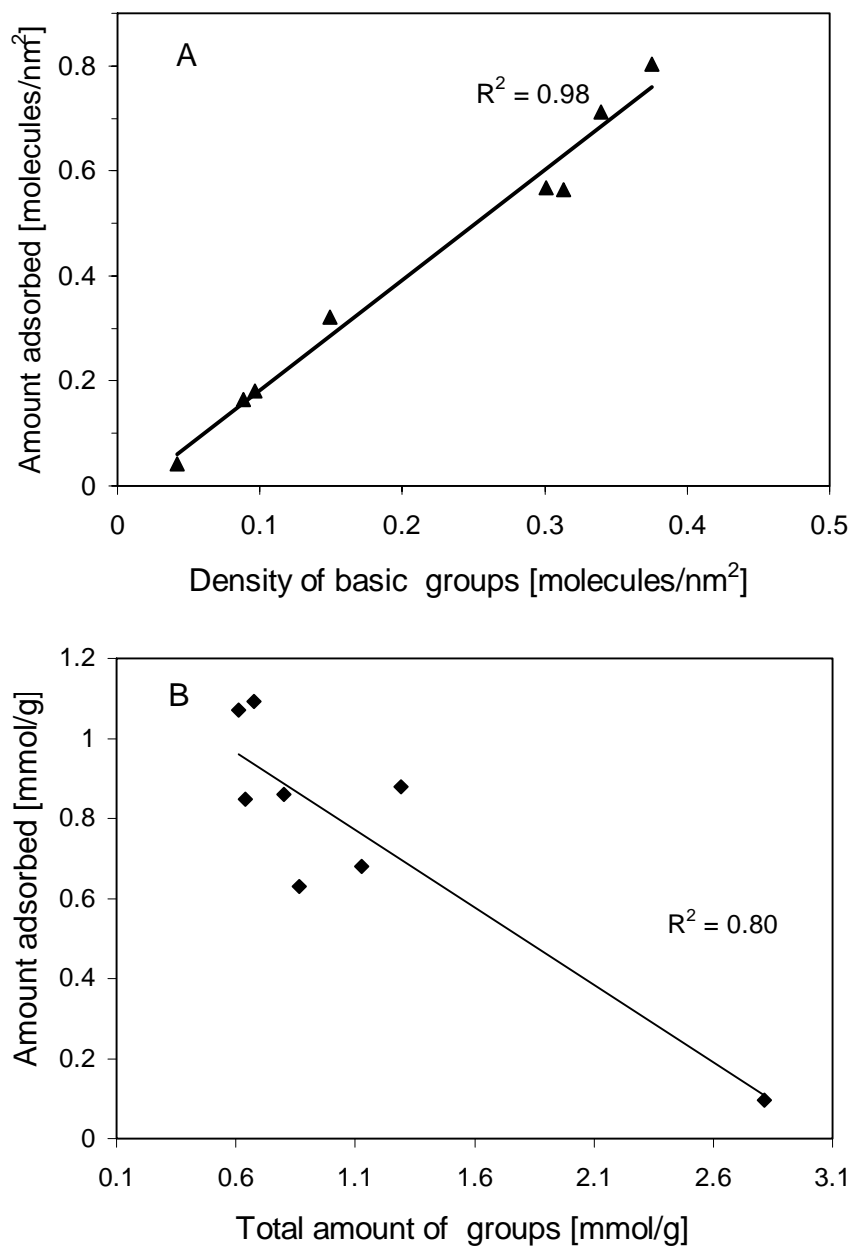 A
R² = 0.98
Amount adsorbed [molecules/nm²]
0.8
0.6
0.4
0.2
0
0 0.1 0.2 0.3 0.4 0.5
Density of basic groups [molecules/nm²]
B
R² = 0.80
Amount adsorbed [mmol/g]
1.2
1
0.8
0.6
0.4
0.2
0
0.1 0.6 1.1 1.6 2.1 2.6 3.1
Total amount of groups [mmol/g]